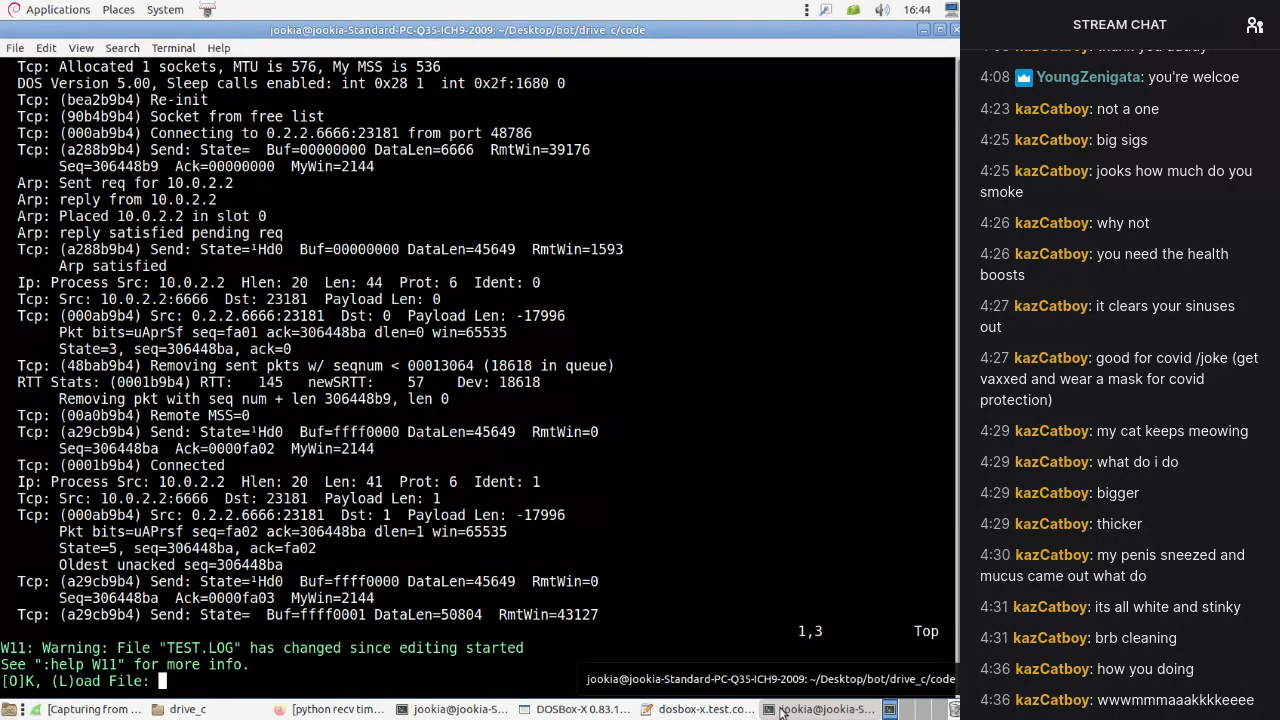 Applications Places System 16:44
jookia@jookia-Standard-PC-Q35-ICH9-2009: ~/Desktop/bot/drive_c/code
File Edit View Search Terminal Help
Tcp: Allocated 1 sockets, MTU is 576, My MSS is 536
DOS Version 5.00, Sleep calls enabled: int 0x28 1 int 0x2f:1680 0
Tcp: (bea2b9b4) Re-init
Tcp: (90b4b9b4) Socket from free list
Tcp: (000ab9b4) Connecting to 0.2.2.6666:23181 from port 48786
Tcp: (a288b9b4) Send: State= Buf=00000000 DataLen=6666 RmtWin=39176
Seq=306448b9 Ack=00000000 MyWin=2144
Arp: Sent req for 10.0.2.2
Arp: reply from 10.0.2.2
Arp: Placed 10.0.2.2 in slot 0
Arp: reply satisfied pending req
Tcp: (a288b9b4) Send: State=¹Hd0 Buf=00000000 DataLen=45649 RmtWin=1593
Arp satisfied
Ip: Process Src: 10.0.2.2 Hlen: 20 Len: 44 Prot: 6 Ident: 0
Tcp: Src: 10.0.2.2:6666 Dst: 23181 Payload Len: 0
Tcp: (000ab9b4) Src: 0.2.2.6666:23181 Dst: 0 Payload Len: -17996
Pkt bits=uAprSf seq=fa01 ack=306448ba dlen=0 win=65535
State=3, seq=306448ba, ack=0
Tcp: (48bab9b4) Removing sent pkts w/ seqnum < 00013064 (18618 in queue)
RTT Stats: (0001b9b4) RTT: 145 newSRTT: 57 Dev: 18618
Removing pkt with seq num + len 306448b9, len 0
Tcp: (00a0b9b4) Remote MSS=0
Tcp: (a29cb9b4) Send: State=¹Hd0 Buf=ffff0000 DataLen=45649 RmtWin=0
Seq=306448ba Ack=0000fa02 MyWin=2144
Tcp: (0001b9b4) Connected
Ip: Process Src: 10.0.2.2 Hlen: 20 Len: 41 Prot: 6 Ident: 1
Tcp: Src: 10.0.2.2:6666 Dst: 23181 Payload Len: 1
Tcp: (000ab9b4) Src: 0.2.2.6666:23181 Dst: 1 Payload Len: -17996
Pkt bits=uAPrsf seq=fa02 ack=306448ba dlen=1 win=65535
State=5, seq=306448ba, ack=fa02
Oldest unacked seq=306448ba
Tcp: (a29cb9b4) Send: State=¹Hd0 Buf=ffff0000 DataLen=45649 RmtWin=0
Seq=306448ba Ack=0000fa03 MyWin=2144
Tcp: (a29cb9b4) Send: State= Buf=ffff0001 DataLen=50804 RmtWin=43127
1,3 Top
W11: Warning: File "TEST.LOG" has changed since editing started
See ":help W11" for more info.
[O]K, (L)oad File:
jookia@jookia-Standard-PC-Q35-ICH9-2009: ~/Desktop/bot/drive_c/code
[Capturing from ... drive_c [python+tv tim... jookia@jookia-S... DOSBox-X 0.83.1... dosbox-x.test.co... jookia@jookia-S...
STREAM CHAT
4:08 YoungZenigata: you're welcoe
4:23 kazCatboy: not a one
4:25 kazCatboy: big sigs
4:25 kazCatboy: jooks how much do you
smoke
4:26 kazCatboy: why not
4:26 kazCatboy: you need the health
boosts
4:27 kazCatboy: it clears your sinuses
out
4:27 kazCatboy: good for covid /joke (get
vaxxed and wear a mask for covid
protection)
4:29 kazCatboy: my cat keeps meowing
4:29 kazCatboy: what do i do
4:29 kazCatboy: bigger
4:29 kazCatboy: thicker
4:30 kazCatboy: my penis sneezed and
mucus came out what do
4:31 kazCatboy: its all white and stinky
4:31 kazCatboy: brb cleaning
4:36 kazCatboy: how you doing
4:36 kazCatboy: wwwmmmaaakkkkeeee